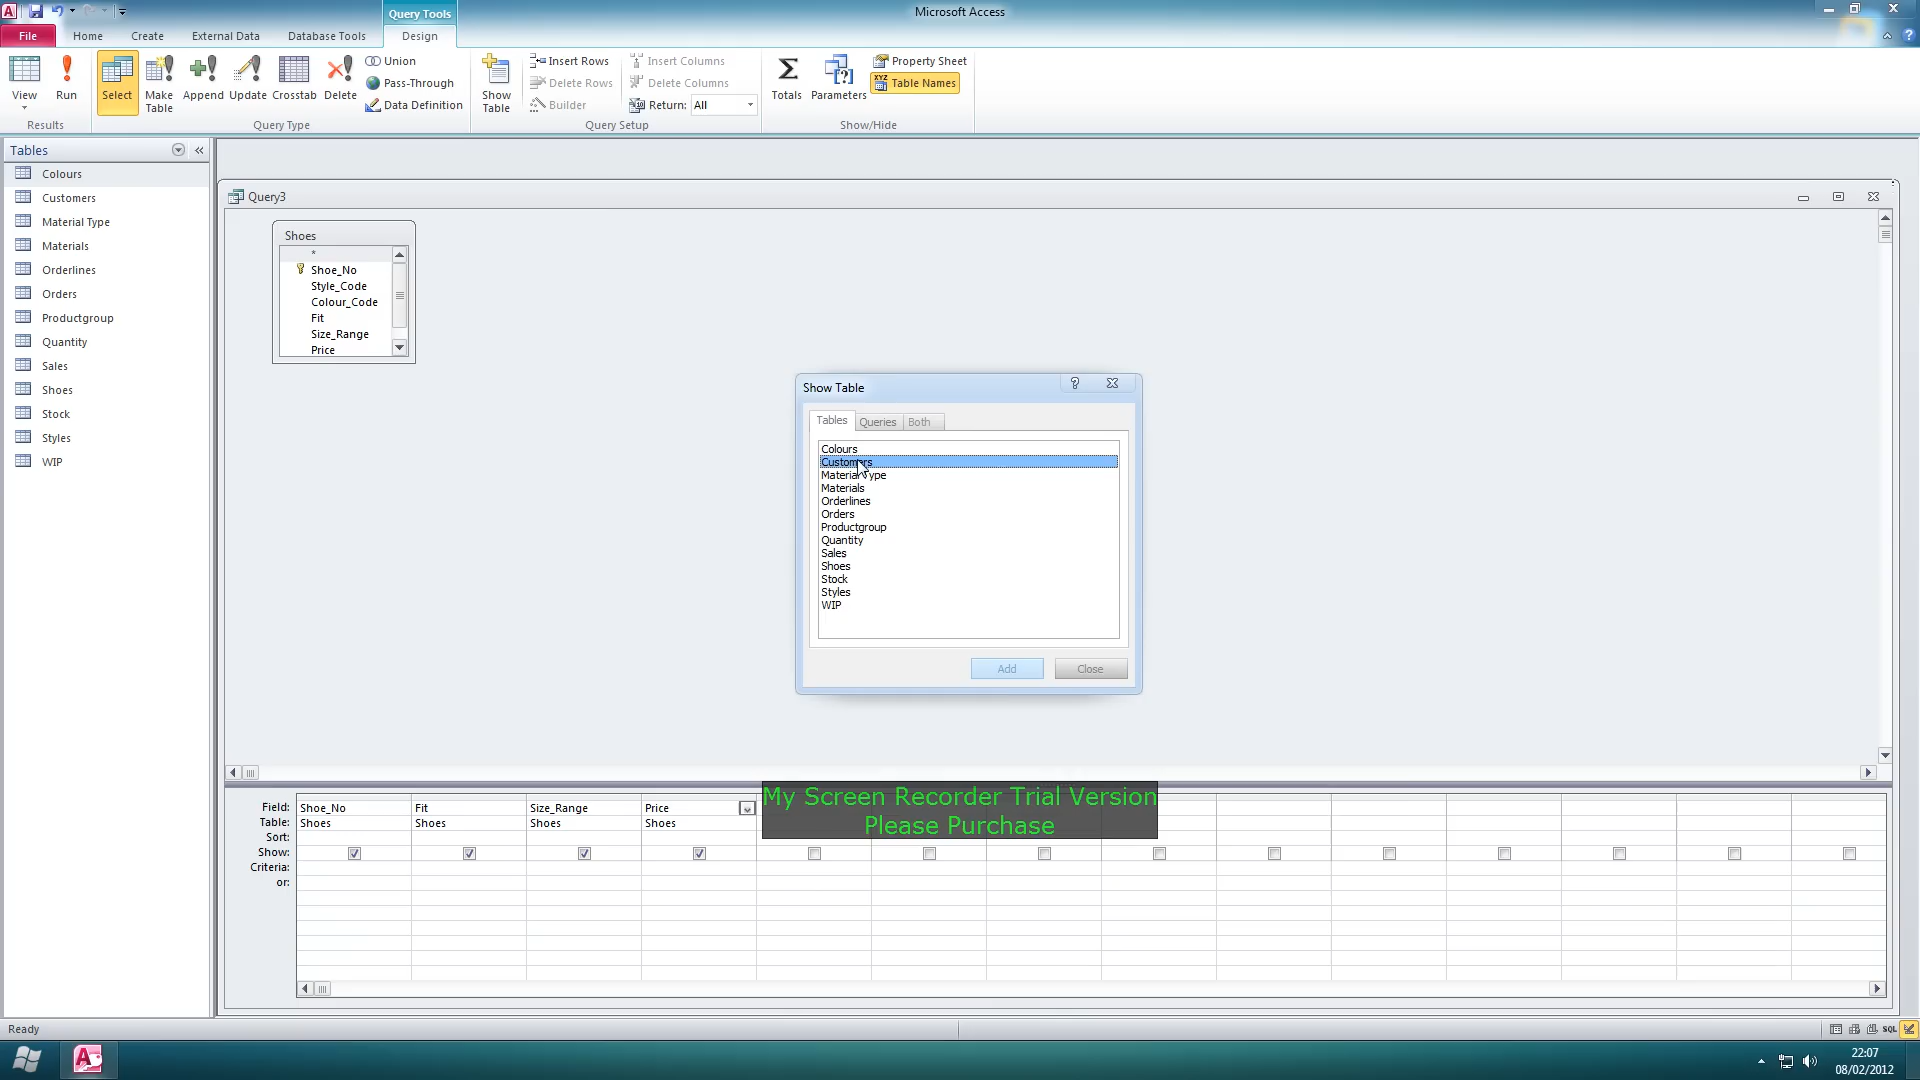 Query Tools
Microsoft Access
File Home Create External Data Database Tools Design
View Run Select Make Table Append Update Crosstab Delete
Union
Pass-Through
Data Definition
Show Table
Insert Rows
Delete Rows
Builder
Insert Columns
Delete Columns
Return: All
Totals Parameters
Property Sheet
Table Names
Results Query Type Query Setup Show/Hide
Tables
Colours
Customers
Material Type
Materials
Orderlines
Orders
Productgroup
Quantity
Sales
Shoes
Stock
Styles
WIP
Query3
Shoes
*
Shoe_No
Style_Code
Colour_Code
Fit
Size_Range
Price
Show Table
Tables Queries Both
Colours
Customers
Material Type
Materials
Orderlines
Orders
Productgroup
Quantity
Sales
Shoes
Stock
Styles
WIP
Add Close
My Screen Recorder Trial Version
Please Purchase
Field: Shoe_No Fit Size_Range Price
Table: Shoes Shoes Shoes Shoes
Sort:
Show:
Criteria:
or:
Ready
SQL
22:07
08/02/2012